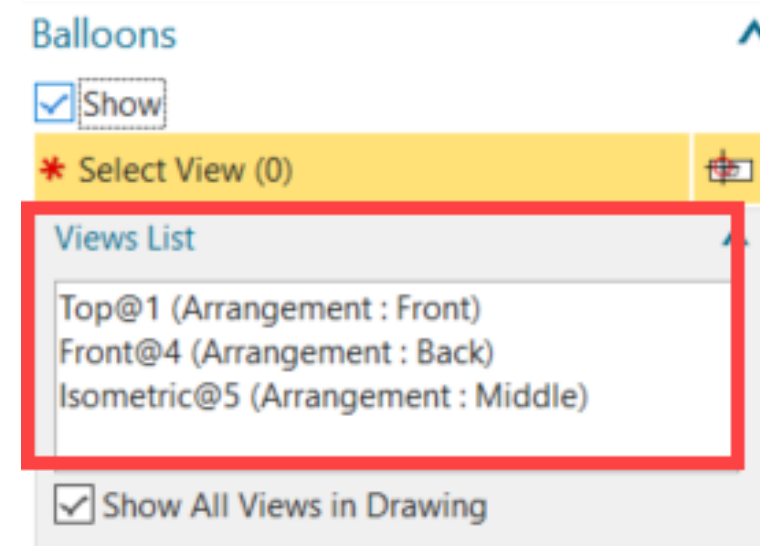 Balloons
Show
* Select View (0)
Views List
Top@1 (Arrangement : Front)
Front@4 (Arrangement : Back)
Isometric@5 (Arrangement : Middle)
Show All Views in Drawing